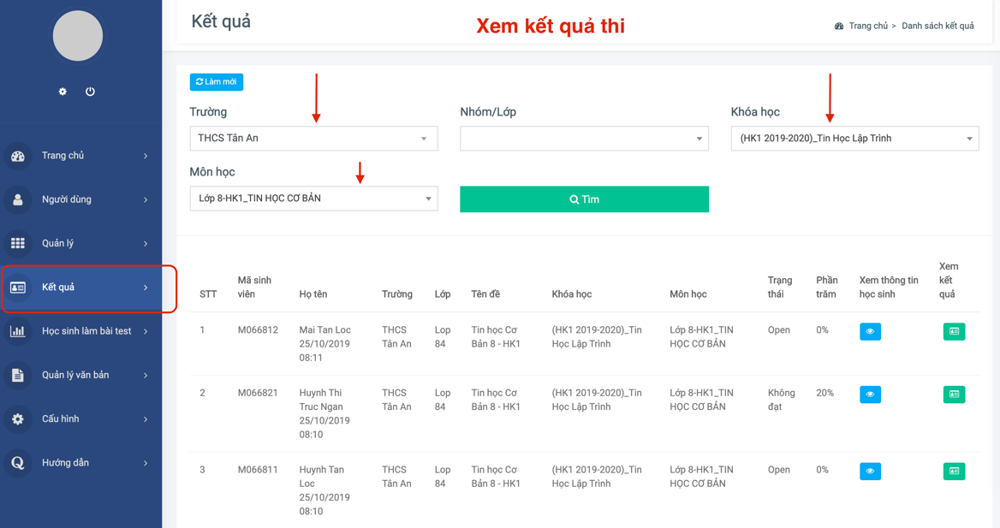 Kết quả
Xem kết quả thi
Trang chủ > Danh sách kết quả
Trang chủ
Người dùng
Quản lý
Kết quả
Học sinh làm bài test
Quản lý văn bản
Cấu hình
Hướng dẫn
Làm mới
Trường
Nhóm/Lớp
Khóa học
THCS Tân An
(HK1 2019-2020)_Tin Học Lập Trình
Môn học
Lớp 8-HK1_TIN HỌC CƠ BẢN
Tìm
STT
Mã sinh
viên
Họ tên
Trường
Lớp
Tên đề
Khóa học
Môn học
Trạng
thái
Phần
trăm
Xem thông tin
học sinh
Xem
kết
quả
1
M066812
Mai Tan Loc
25/10/2019
08:11
THCS
Tân An
Lop
84
Tin học Cơ
Bản 8 - HK1
(HK1 2019-2020)_Tin
Học Lập Trình
Lớp 8-HK1_TIN
HỌC CƠ BẢN
Open
0%
2
M066821
Huynh Thi
Truc Ngan
25/10/2019
08:10
THCS
Tân An
Lop
84
Tin học Cơ
Bản 8 - HK1
(HK1 2019-2020)_Tin
Học Lập Trình
Lớp 8-HK1_TIN
HỌC CƠ BẢN
Không
đạt
20%
3
M066811
Huynh Tan
Loc
25/10/2019
08:10
THCS
Tân An
Lop
84
Tin học Cơ
Bản 8 - HK1
(HK1 2019-2020)_Tin
Học Lập Trình
Lớp 8-HK1_TIN
HỌC CƠ BẢN
Open
0%